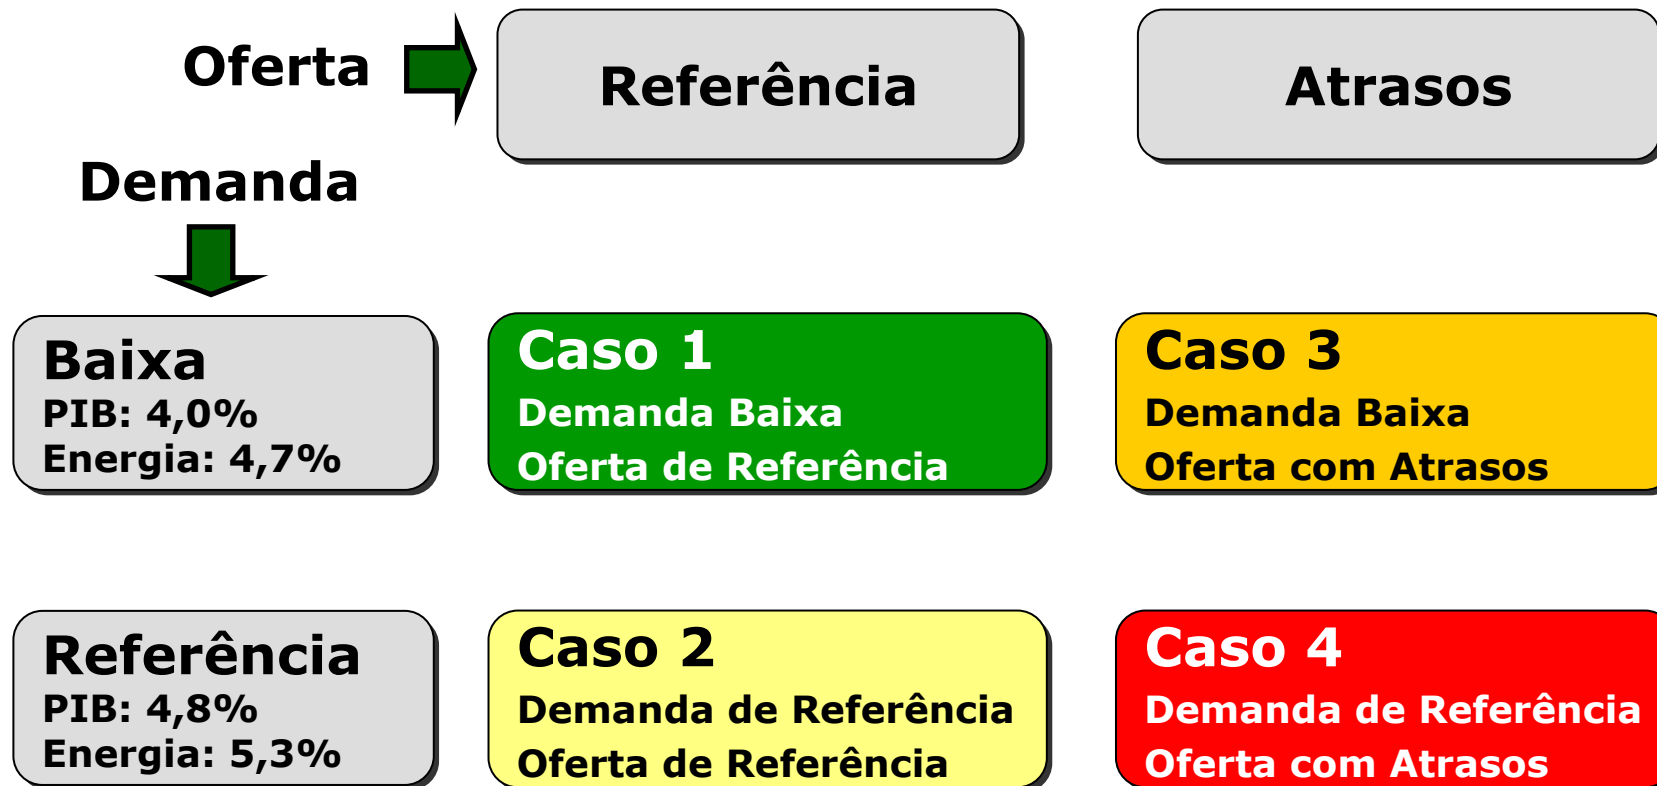 Oferta
Referência
Atrasos
Demanda
Baixa
PIB: 4,0%
Energia: 4,7%
Caso 1
Demanda Baixa
Oferta de Referência
Caso 3
Demanda Baixa
Oferta com Atrasos
Referência
PIB: 4,8%
Energia: 5,3%
Caso 2
Demanda de Referência
Oferta de Referência
Caso 4
Demanda de Referência
Oferta com Atrasos